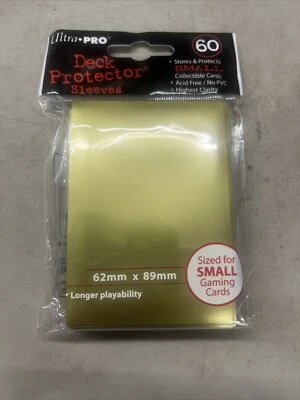 Ultra•PRO®
Deck
Protector®
Sleeves
60
• Stores & Protects
SMALL
Collectible Cards
• Acid Free / No PVC
• Highest Clarity
62mm x 89mm
• Longer playability
Sized for
SMALL
Gaming
Cards